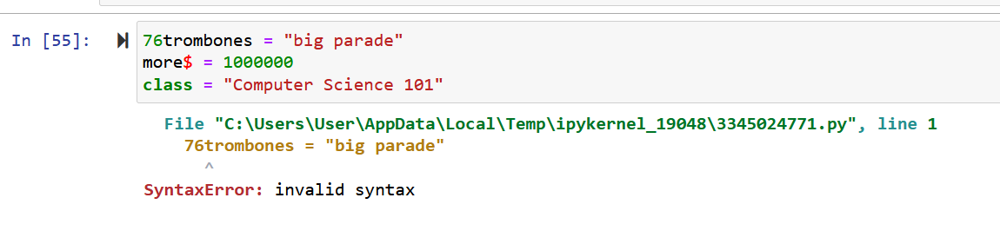 In [55]:
76trombones = "big parade"
more$ = 1000000
class = "Computer Science 101"
File "C:\Users\User\AppData\Local\Temp\ipykernel_19048\3345024771.py", line 1
76trombones = "big parade"
^
SyntaxError: invalid syntax